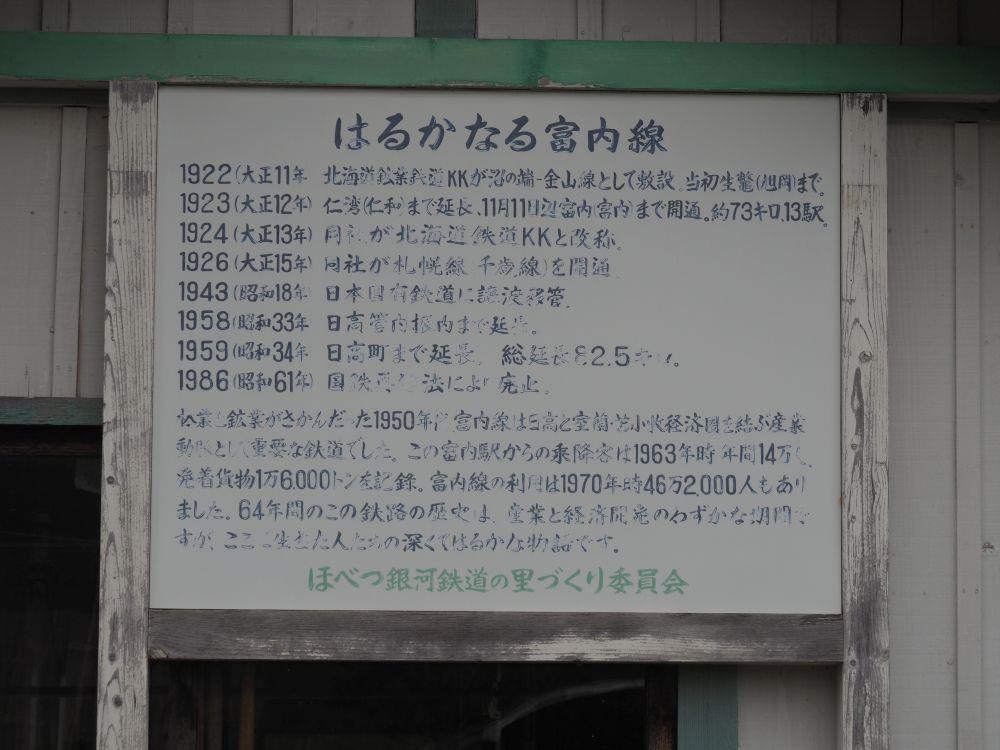 はるかなる富内線
1922(大正11年 北海道鉱業鉄道KKが沼の端-金山線として敷設 当初生鼈(旭岡)まで。
1923(大正12年) 仁湾(仁和)まで延長、11月11日辺富内(富内)まで開通。約73キロ、13駅。
1924(大正13年) 同社が北海道鉄道KKと改称。
1926(大正15年) 同社が札幌線(千歳線)を開通
1943(昭和18年) 日本国有鉄道に譲渡移管。
1958(昭和33年 日高管内振内まで延長。
1959(昭和34年 日高町まで延長。 総延長82.5キロ。
1986(昭和61年) 国鉄 法により廃止。
林業と鉱業がさかんだった1950年代 富内線は日高と室蘭・苫小牧経済圏を結ぶ産業
動脈として重要な鉄道でした。この富内駅からの乗降客は1963年時 年間14万人
発着貨物1万6,000トンを記録。富内線の利用は1970年時46万2,000人もあり
ました。64年間のこの鉄路の歴史は、産業と経済開発のわずかな期間で
すが、ここに生きた人たちの深くてはるかな物語です。
ほべつ銀河鉄道の里づくり委員会